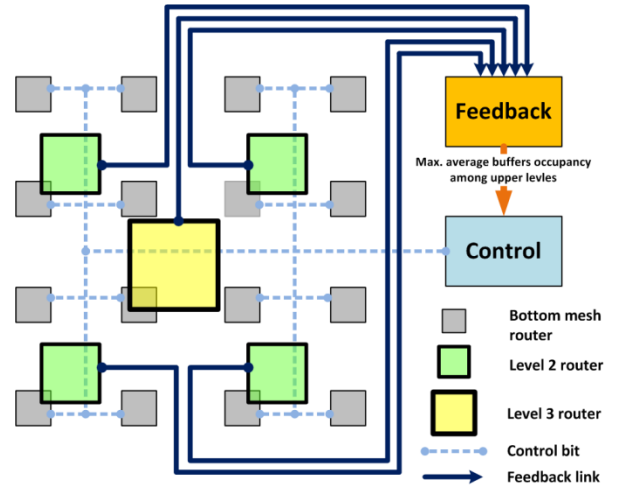 Feedback
Max. average buffers occupancy
among upper levles
Control
Bottom mesh
router
Level 2 router
Level 3 router
Control bit
Feedback link